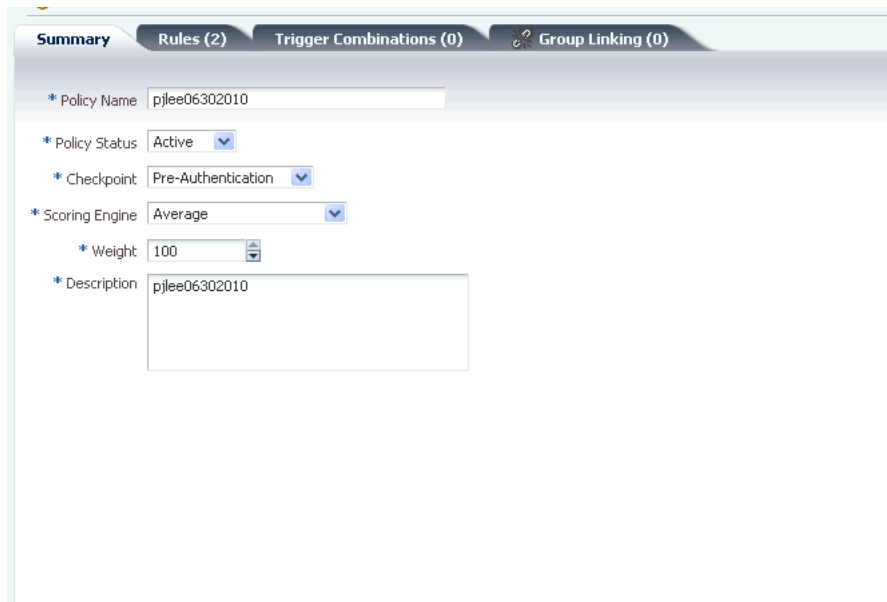 Summary Rules (2) Trigger Combinations (0) Group Linking (0)
* Policy Name pjlee06302010
* Policy Status Active
* Checkpoint Pre-Authentication
* Scoring Engine Average
* Weight 100
* Description pjlee06302010